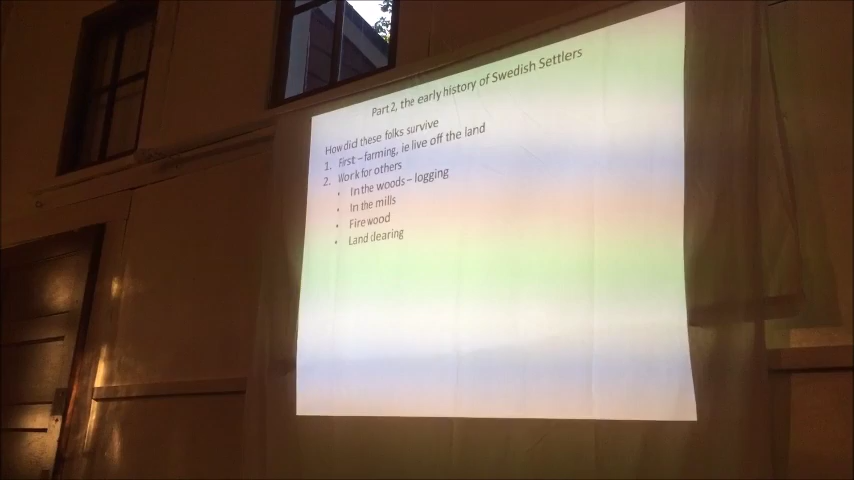 Part 2, the early history of Swedish Settlers
How did these folks survive
1. First – farming, ie live off the land
2. Work for others
• In the woods – logging
• In the mills
• Fire wood
• Land clearing